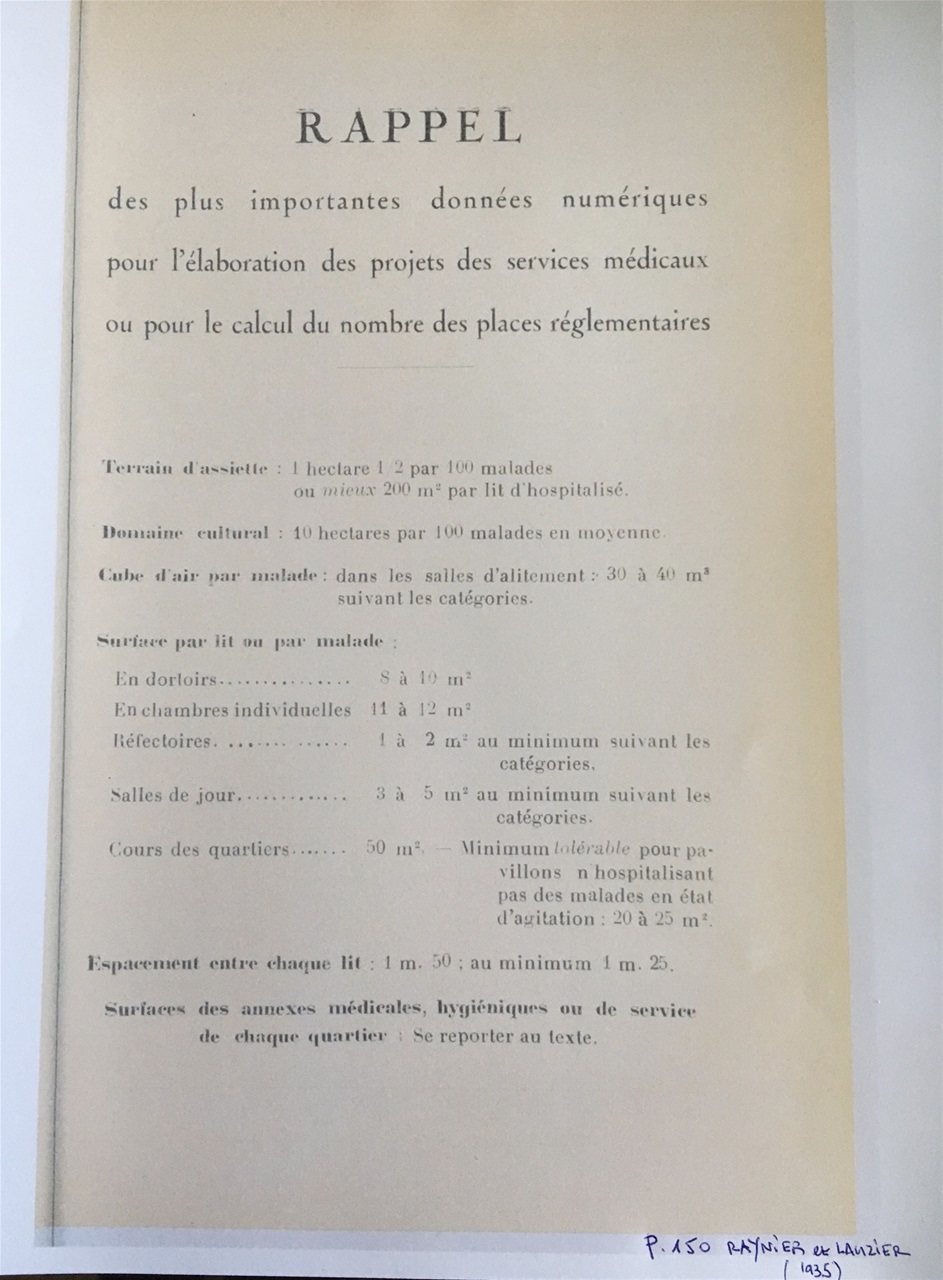 RAPPEL
des plus importantes données numériques
pour l'élaboration des projets des services médicaux
ou pour le calcul du nombre des places réglementaires
Terrain d'assiette : 1 hectare 1 2 par 100 malades
ou mieux 200 m² par lit d'hospitalisé.
Domaine cultural : 10 hectares par 100 malades en moyenne.
Cube d'air par malade : dans les salles d'alitement : 30 à 40 m³
suivant les catégories.
Surface par lit ou par malade :
En dortoirs............... 8 à 10 m²
En chambres individuelles 11 à 12 m²
Réfectoires. ............. 1 à 2 m² au minimum suivant les
catégories.
Salles de jour............. 3 à 5 m² au minimum suivant les
catégories.
Cours des quartiers....... 50 m². — Minimum tolérable pour pa-
villons n'hospitalisant
pas des malades en état
d'agitation : 20 à 25 m².
Espacement entre chaque lit : 1 m. 50 ; au minimum 1 m. 25.
Surfaces des annexes médicales, hygiéniques ou de service
de chaque quartier : Se reporter au texte.
P. 150 RAYNIER et LAUZIER
(1935)